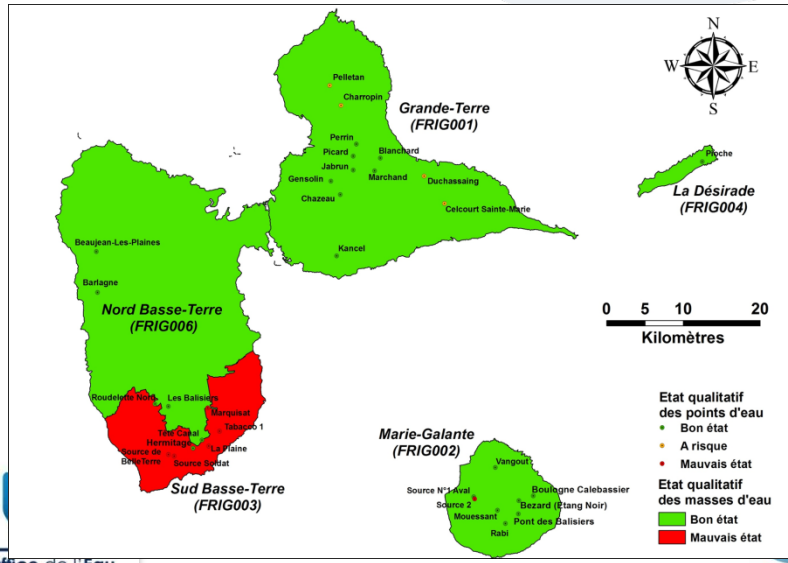 N
W
E
S
Pelletan
Charropin
Grande-Terre
(FRIG001)
Perrin
Picard
Blanchard
Jabrun
Gensolin
Marchand
Duchassaing
Chazeau
Celcourt Sainte-Marie
Kancel
Pioche
La Désirade
(FRIG004)
Beaujean-Les-Plaines
Barlagne
Nord Basse-Terre
(FRIG006)
0 5 10 20
Kilomètres
Roudelette Nord
Les Balisiers
Marquisat
Tabacco 1
Tété Canal
Hermitage
La Plaine
Source de
BelleTerre
Source Soldat
Sud Basse-Terre
(FRIG003)
Marie-Galante
(FRIG002)
Vangout
Source N°1 Aval
Source 2
Boulogne Calebassier
Bezard (Etang Noir)
Mouessant
Pont des Balisiers
Rabi
Etat qualitatif
des points d'eau
Bon état
A risque
Mauvais état
Etat qualitatif
des masses d'eau
Bon état
Mauvais état